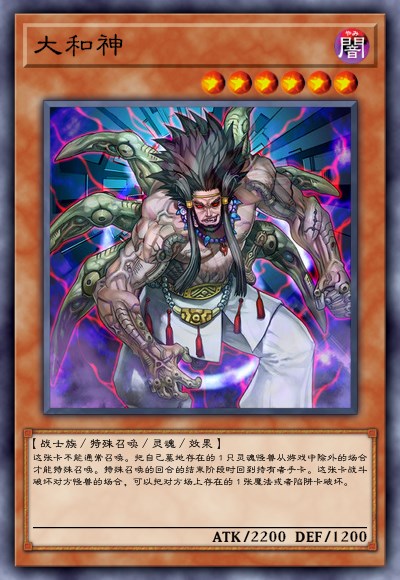 大和神
やみ
闇
【战士族／特殊召唤／灵魂／效果】
这张卡不能通常召唤。把自己墓地存在的1只灵魂怪兽从游戏中除外的场合
才能特殊召唤。特殊召唤的回合的结束阶段时回到持有者手卡。这张卡战斗
破坏对方怪兽的场合，可以把对方场上存在的1张魔法或者陷阱卡破坏。
ATK/2200 DEF/1200